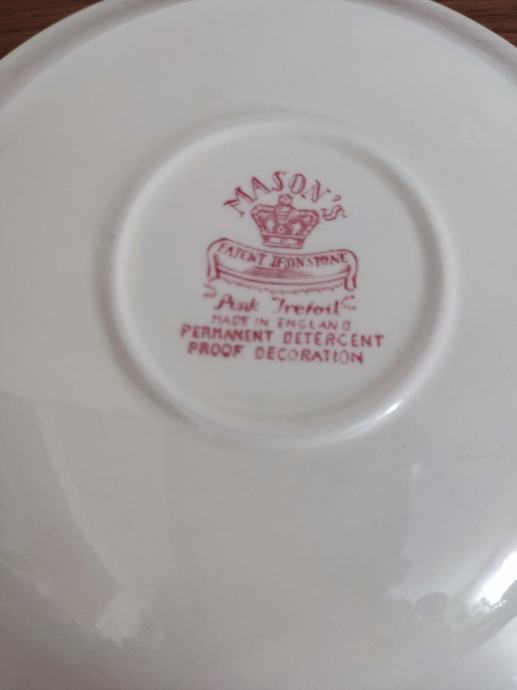 MASON'S
PATENT IRONSTONE
"Pink Trefoil"
MADE IN ENGLAND
PERMANENT DETERGENT
PROOF DECORATION